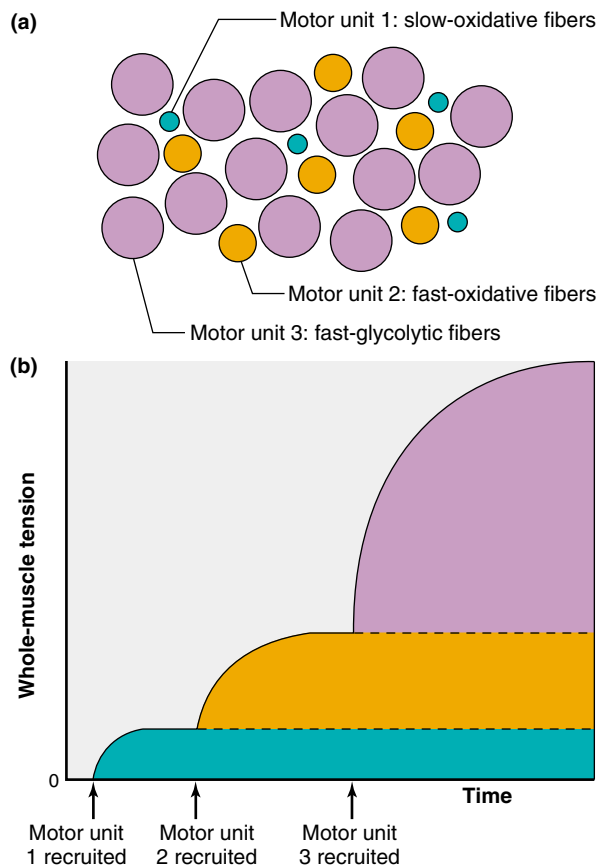 (a)
Motor unit 1: slow-oxidative fibers
Motor unit 2: fast-oxidative fibers
Motor unit 3: fast-glycolytic fibers
(b)
Whole-muscle tension
0
Time
Motor unit
1 recruited
Motor unit
2 recruited
Motor unit
3 recruited